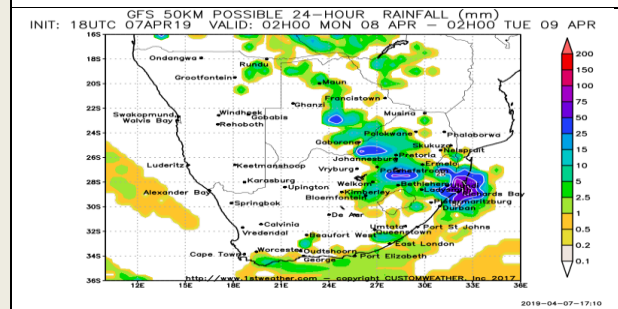 GFS 50KM POSSIBLE 24-HOUR RAINFALL (mm)
INIT: 18UTC 07APR19 VALID: 02H00 MON 08 APR - 02H00 TUE 09 APR
16S
18S
20S
22S
24S
26S
28S
30S
32S
34S
36S
Ondangwa
Rundu
Grootfontein
Maun
Francistown
Ghanzi
Musina
Swakopmund
Walvis Bay
Windhoek
Gobabis
Rehoboth
Polokwane
Phalaborwa
Gaborone
Skukuza
Nelspruit
Pretoria
Johannesburg
Ermelo
Luderitz
Keetmanshoop
Vryburg
Potchefstroom
Karasburg
Upington
Welkom
Bethlehem
Kimberley
Alexander Bay
Bloemfontein
Pietermaritzburg
Springbok
Durban
De Aar
Calvinia
Umtata
Port St Johns
Vredendal
Beaufort West
Queenstown
East London
Worcester
Oudtshoorn
Cape Town
George
Port Elizabeth
http://www.1stweather.com - copyright CUSTOMWEATHER, Inc 2017
12E 15E 18E 21E 24E 27E 30E 33E 36E
200
150
100
75
50
25
15
10
5
2.5
1
0.5
0.2
0.1
2019-04-07-17:10